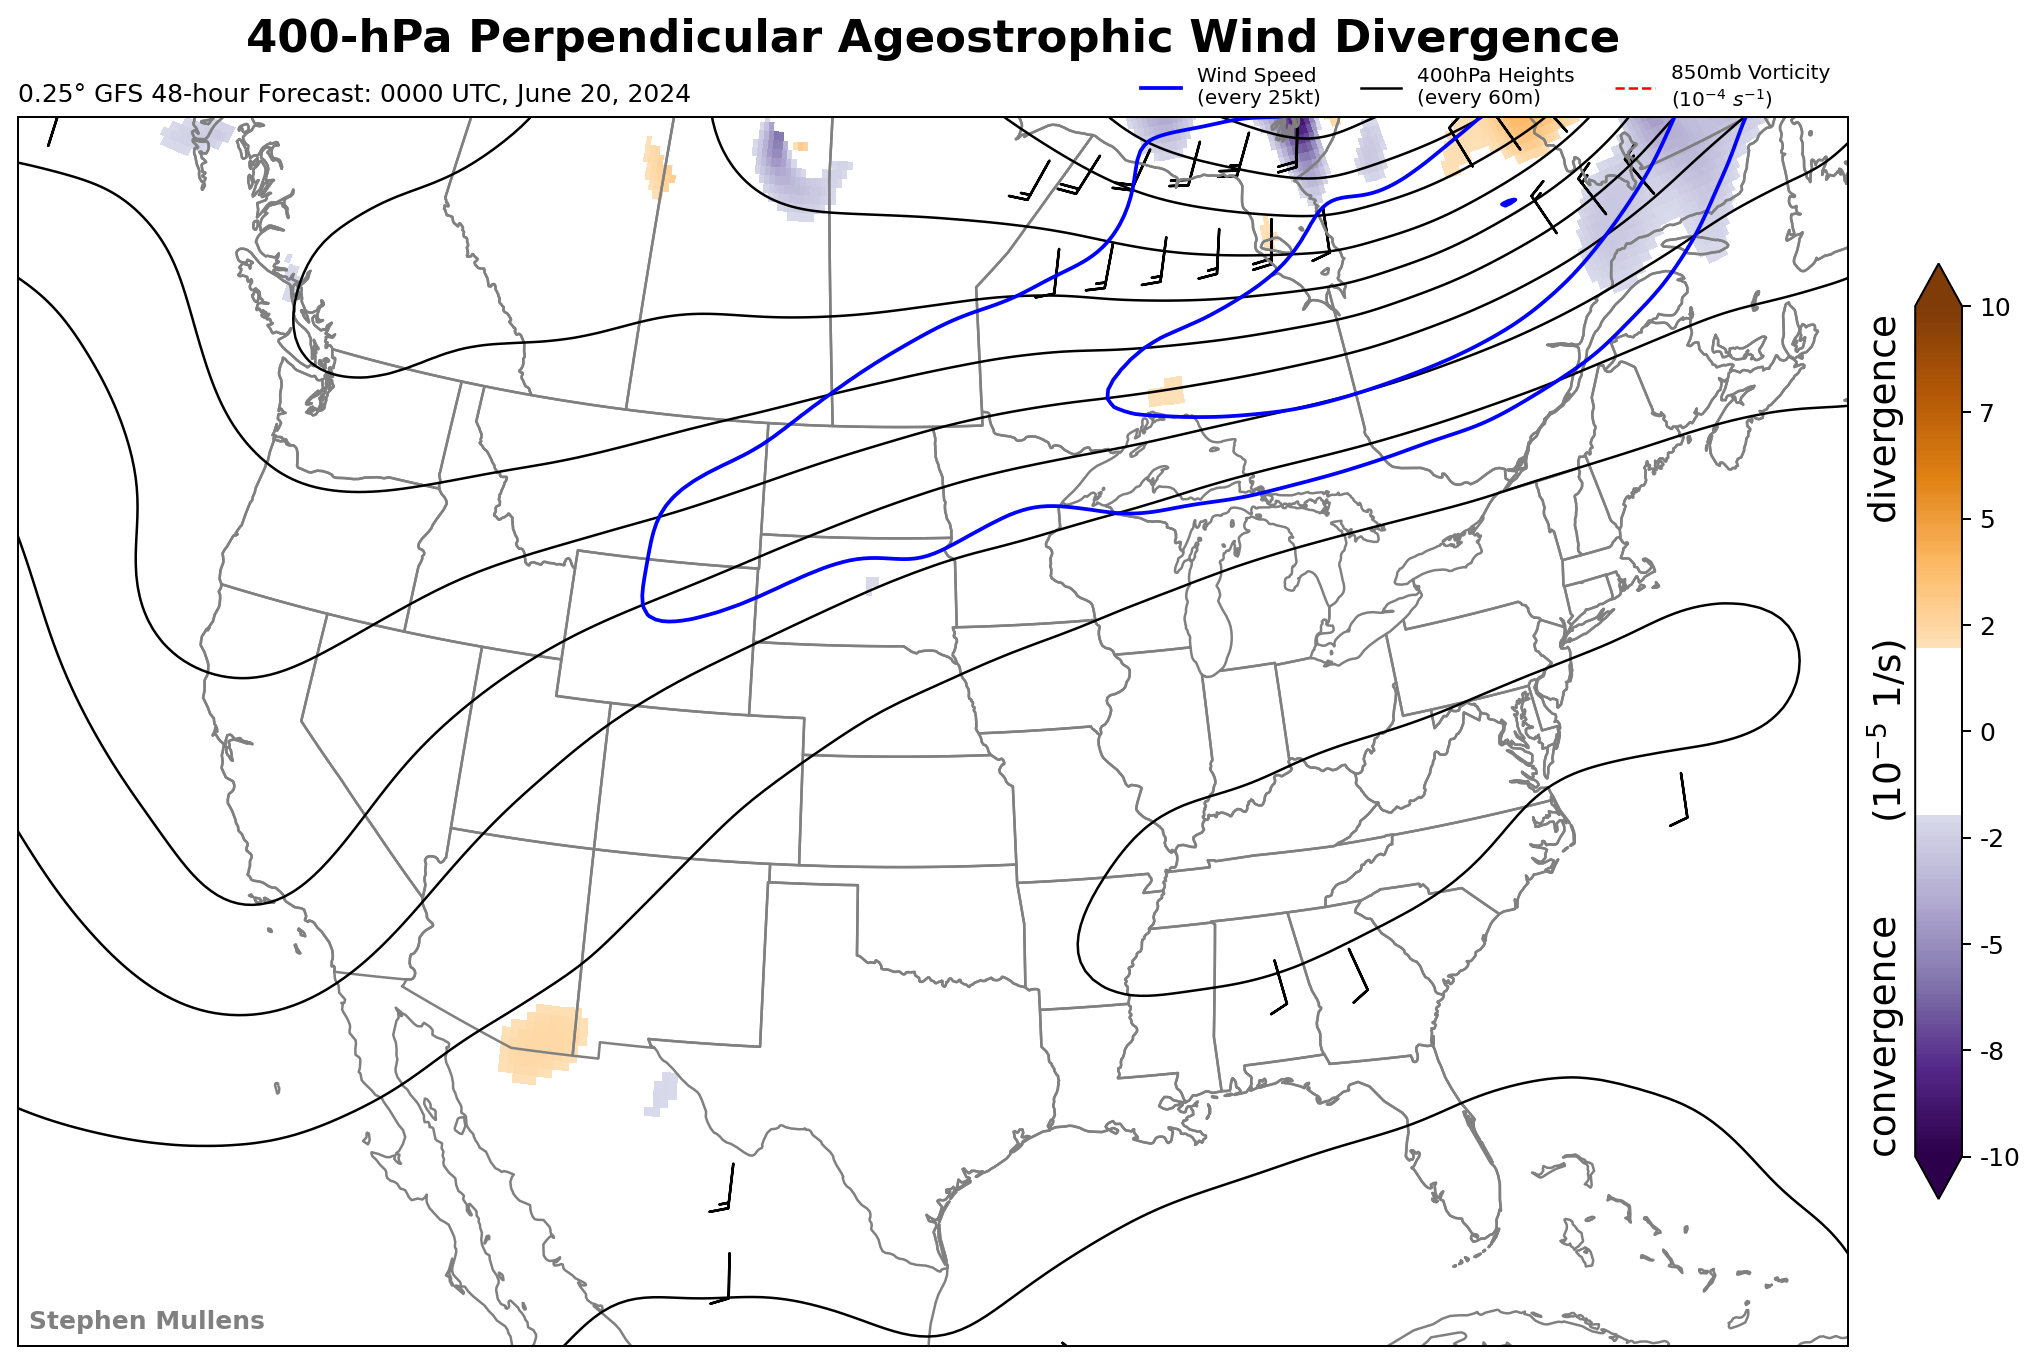 400-hPa Perpendicular Ageostrophic Wind Divergence
0.25° GFS 48-hour Forecast: 0000 UTC, June 20, 2024
Wind Speed
(every 25kt)
400hPa Heights
(every 60m)
850mb Vorticity
(10⁻⁴ s⁻¹)
10
7
5
2
0
-2
-5
-8
-10
convergence (10⁻⁵ 1/s) divergence
Stephen Mullens